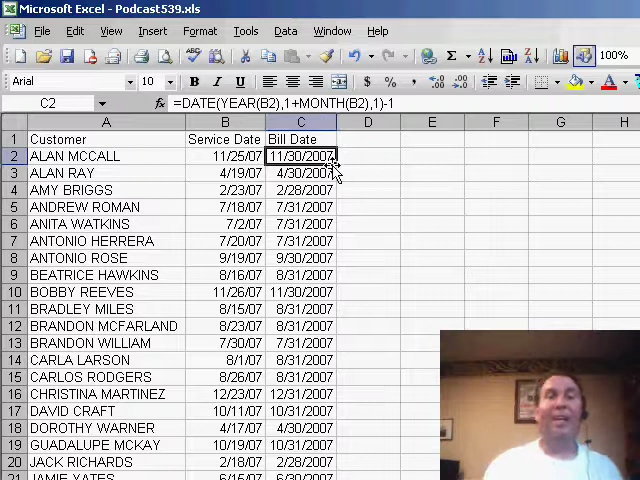 Microsoft Excel - Podcast539.xls
File Edit View Insert Format Tools Data Window Help
100%
Arial 10 B I U $ % ,
C2 fx =DATE(YEAR(B2),1+MONTH(B2),1)-1
A B C D E F G H
1 Customer Service Date Bill Date
2 ALAN MCCALL 11/25/07 11/30/2007
3 ALAN RAY 4/19/07 4/30/2007
4 AMY BRIGGS 2/23/07 2/28/2007
5 ANDREW ROMAN 7/18/07 7/31/2007
6 ANITA WATKINS 7/2/07 7/31/2007
7 ANTONIO HERRERA 7/20/07 7/31/2007
8 ANTONIO ROSE 9/19/07 9/30/2007
9 BEATRICE HAWKINS 8/16/07 8/31/2007
10 BOBBY REEVES 11/26/07 11/30/2007
11 BRADLEY MILES 8/15/07 8/31/2007
12 BRANDON MCFARLAND 8/23/07 8/31/2007
13 BRANDON WILLIAM 7/30/07 7/31/2007
14 CARLA LARSON 8/1/07 8/31/2007
15 CARLOS RODGERS 8/26/07 8/31/2007
16 CHRISTINA MARTINEZ 12/23/07 12/31/2007
17 DAVID CRAFT 10/11/07 10/31/2007
18 DOROTHY WARNER 4/17/07 4/30/2007
19 GUADALUPE MCKAY 10/19/07 10/31/2007
20 JACK RICHARDS 2/18/07 2/28/2007
21 JAMIE YATES 6/30/2007